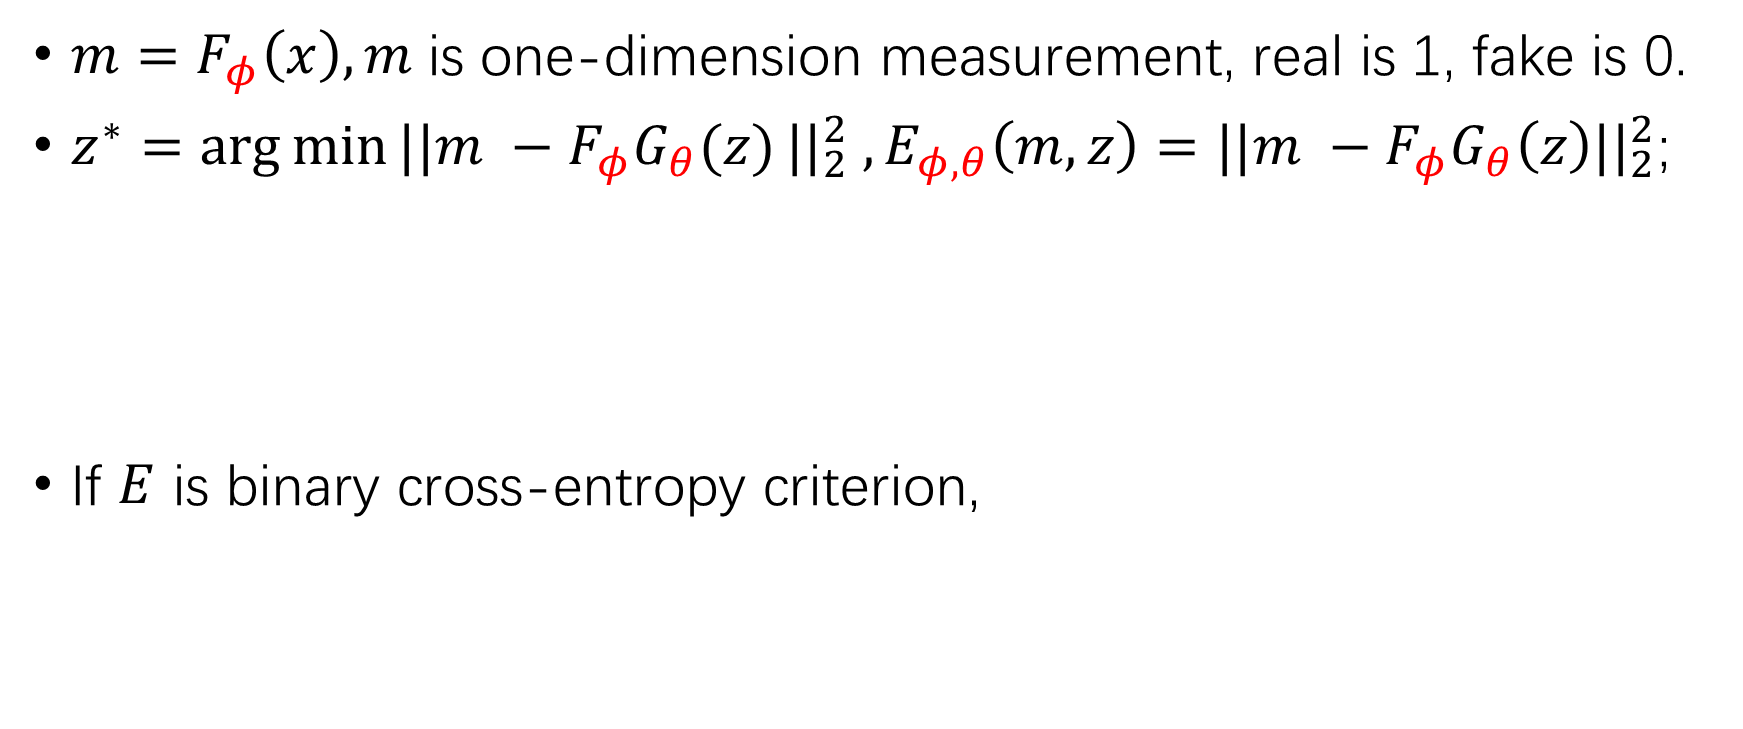 • m = F_ϕ(x), m is one-dimension measurement, real is 1, fake is 0.
• z* = arg min ||m − F_ϕG_θ(z)||₂², E_ϕ,θ(m, z) = ||m − F_ϕG_θ(z)||₂²;
• If E is binary cross-entropy criterion,